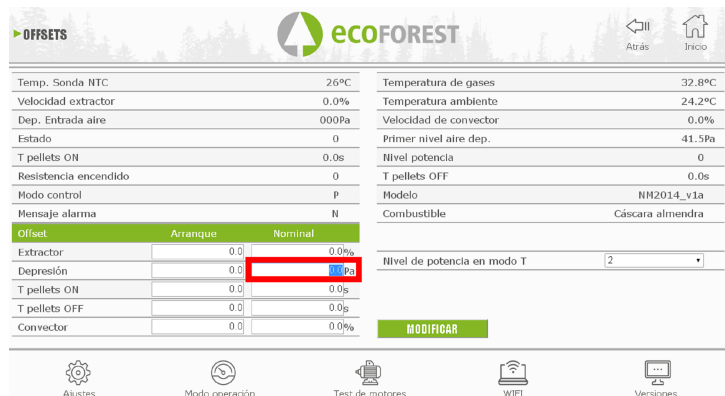 OFFSETS
ecoFOREST
Atrás Inicio
Temp. Sonda NTC 26ºC
Velocidad extractor 0.0%
Dep. Entrada aire 000Pa
Estado 0
T pellets ON 0.0s
Resistencia encendido 0
Modo control P
Mensaje alarma N
Temperatura de gases 32.8ºC
Temperatura ambiente 24.2ºC
Velocidad de convector 0.0%
Primer nivel aire dep. 41.5Pa
Nivel potencia 0
T pellets OFF 0.0s
Modelo NM2014_v1a
Combustible Cáscara almendra
Offset Arranque Nominal
Extractor 0.0 0.0%
Depresión 0.0 0.0Pa
T pellets ON 0.0 0.0s
T pellets OFF 0.0 0.0s
Convector 0.0 0.0%
NIvel de potencia en modo T 2
MODIFICAR
Ajustes Modo operación Test de motores WIFI Versiones